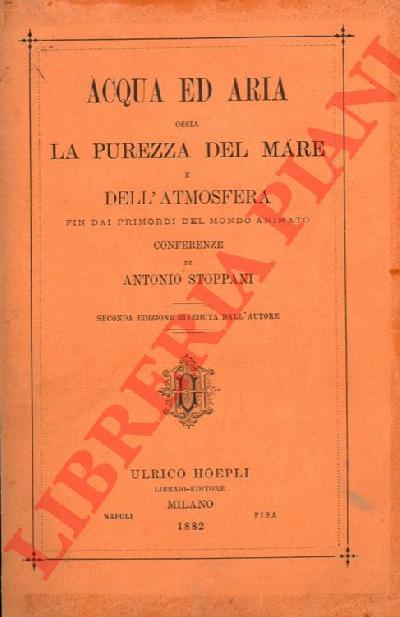 ACQUA ED ARIA
OSSIA
LA PUREZZA DEL MARE
E
DELL'ATMOSFERA
FIN DAI PRIMORDI DEL MONDO ANIMATO
CONFERENZE
DI
ANTONIO STOPPANI
SECONDA EDIZIONE RIVEDUTA DALL'AUTORE
ULRICO HOEPLI
LIBRAIO-EDITORE
MILANO
NAPOLI PISA
1882
LIBRERIA PIANI